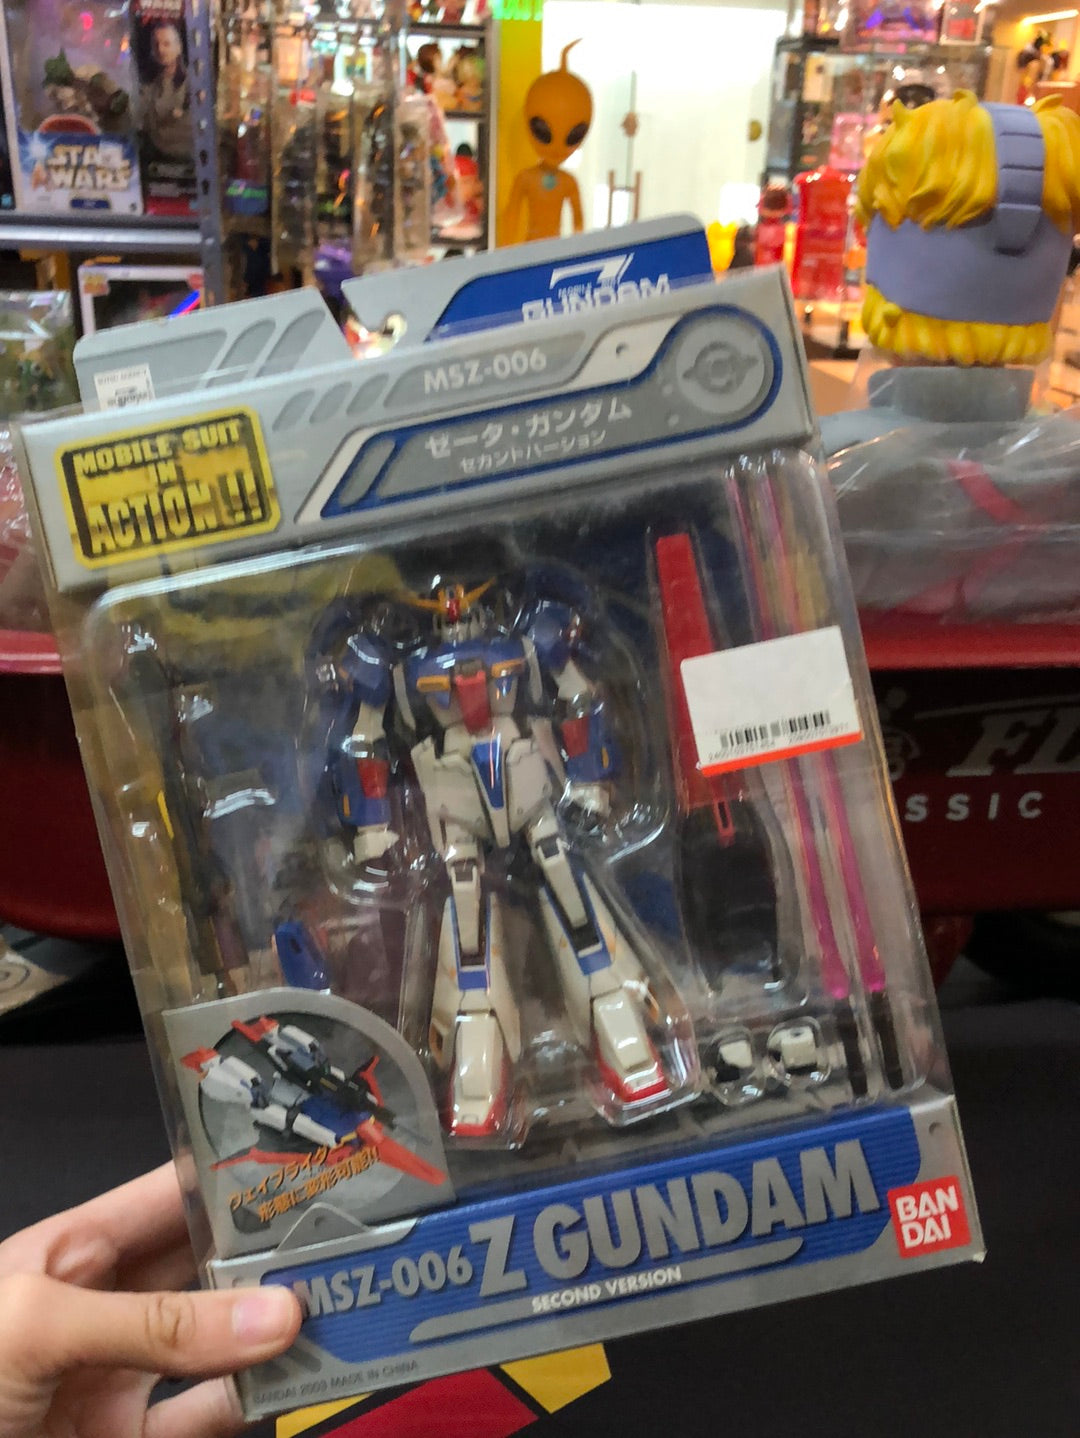 STAR
WARS
MOBILE
GUNDAM
MSZ-006
ゼータ・ガンダム
セカンドバージョン
MOBILE SUIT
IN
ACTION!!
SSIC
ウェイブライダー
形態に変形可能!!
MSZ-006 Z GUNDAM
SECOND VERSION
BAN
DAI
BANDAI 2003 MADE IN CHINA